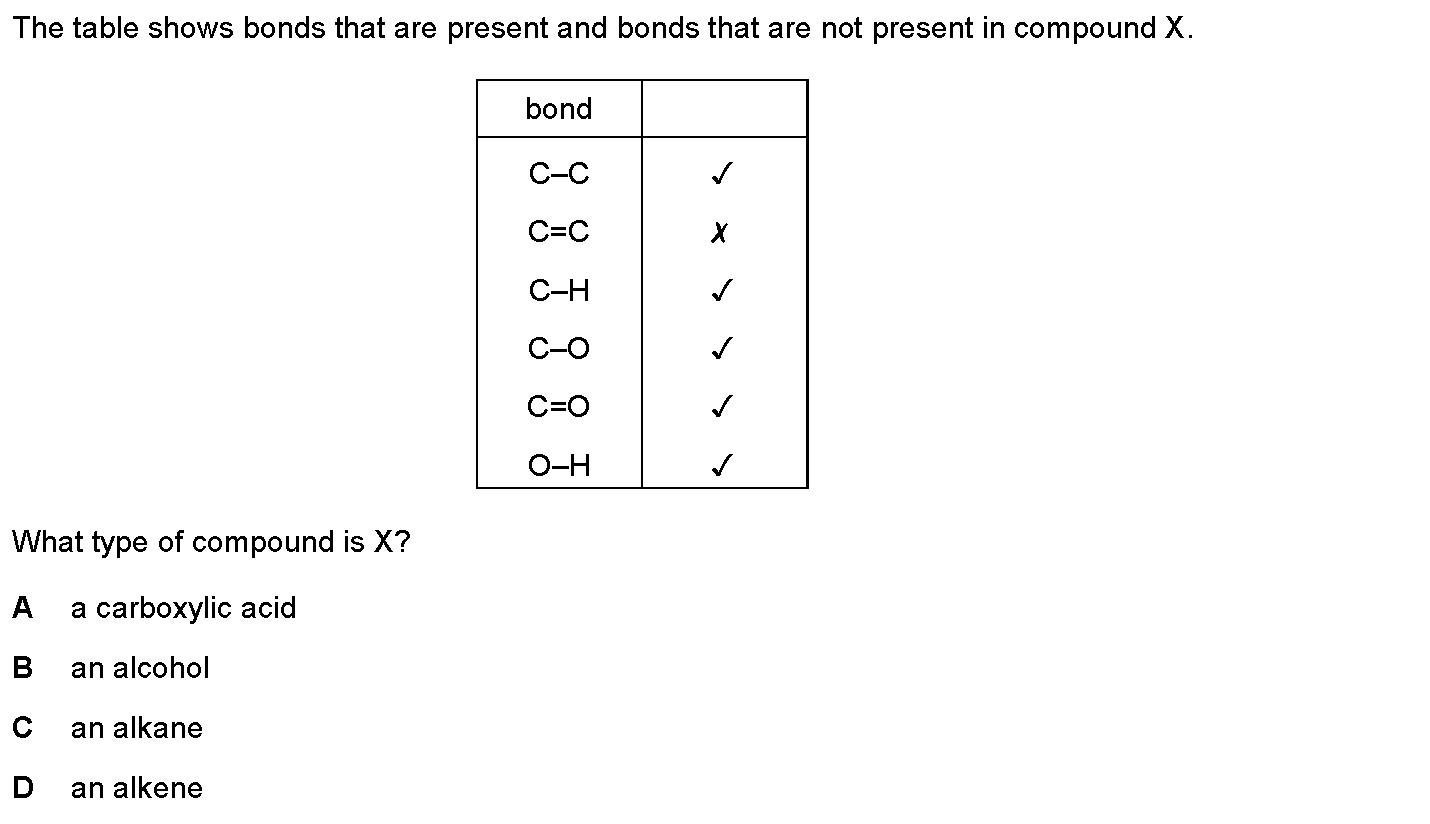 The table shows bonds that are present and bonds that are not present in compound X.
bond
C–C ✓
C=C ✗
C–H ✓
C–O ✓
C=O ✓
O–H ✓
What type of compound is X?
A a carboxylic acid
B an alcohol
C an alkane
D an alkene